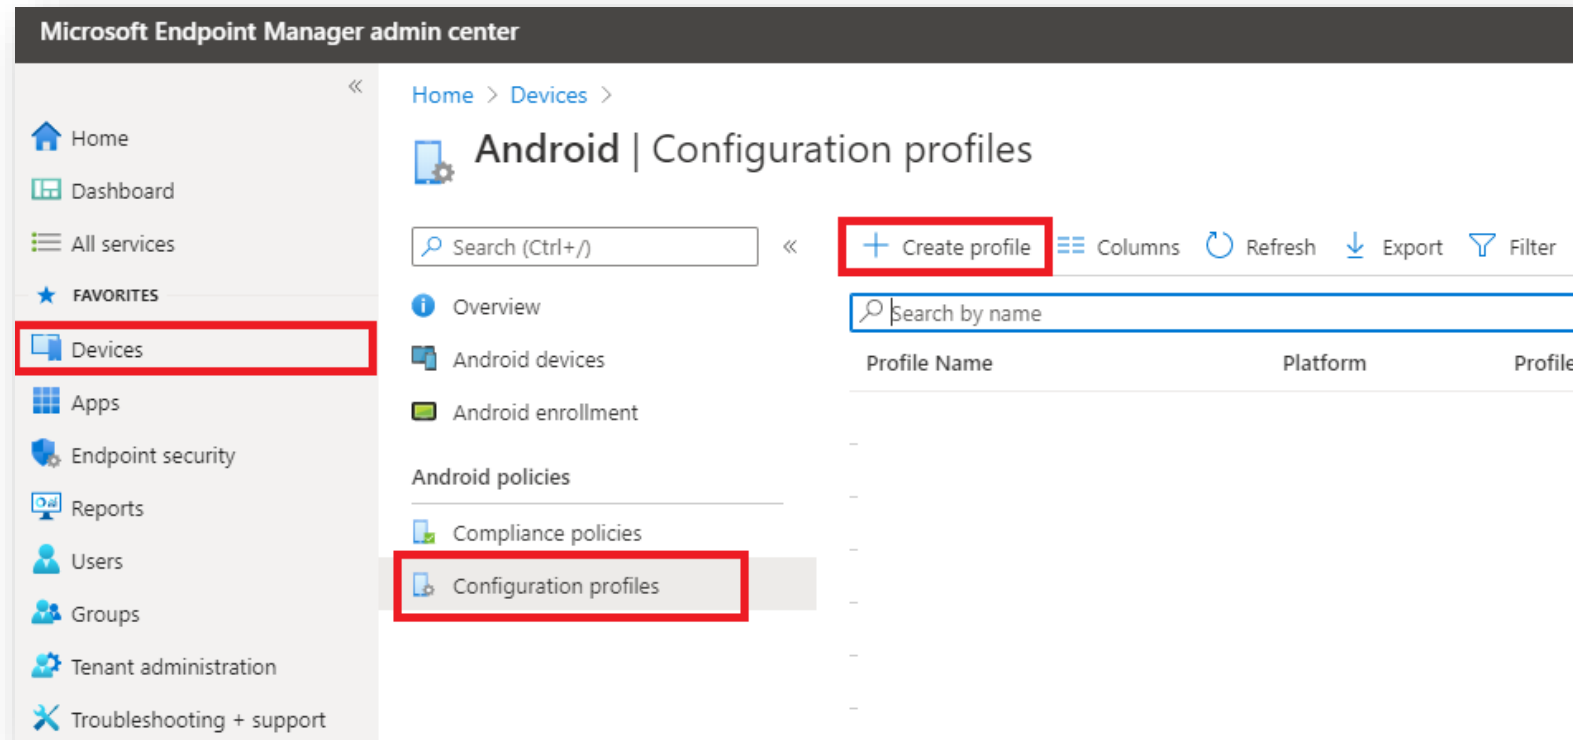 Microsoft Endpoint Manager admin center
«
Home
Dashboard
All services
FAVORITES
Devices
Apps
Endpoint security
Reports
Users
Groups
Tenant administration
Troubleshooting + support
Home > Devices >
Android | Configuration profiles
Search (Ctrl+/)
«
Overview
Android devices
Android enrollment
Android policies
Compliance policies
Configuration profiles
+ Create profile Columns Refresh Export Filter
Search by name
Profile Name Platform Profile